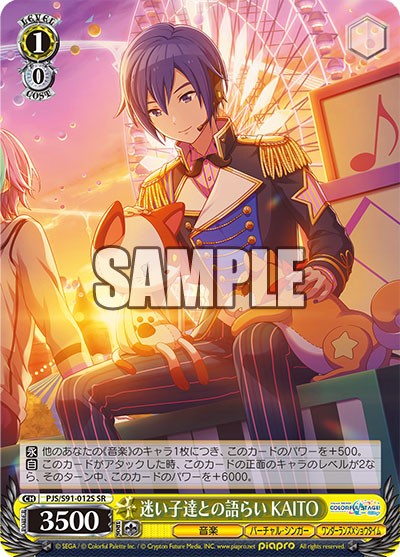 LEVEL
1
0
COST
SAMPLE
永 他のあなたの《音楽》のキャラ1枚につき、このカードのパワーを+500。
自 このカードがアタックした時、このカードの正面のキャラのレベルが2なら、そのターン中、このカードのパワーを+6000。
CH PJS/S91-012S SR
迷い子達との語らい KAITO
POWER 3500 SOUL
音楽
バーチャル・シンガー
ワンダーランズ×ショウタイム
© SEGA / © Colorful Palette Inc. / © Crypton Future Media, INC. www.piapro.net piapro All rights reserved.